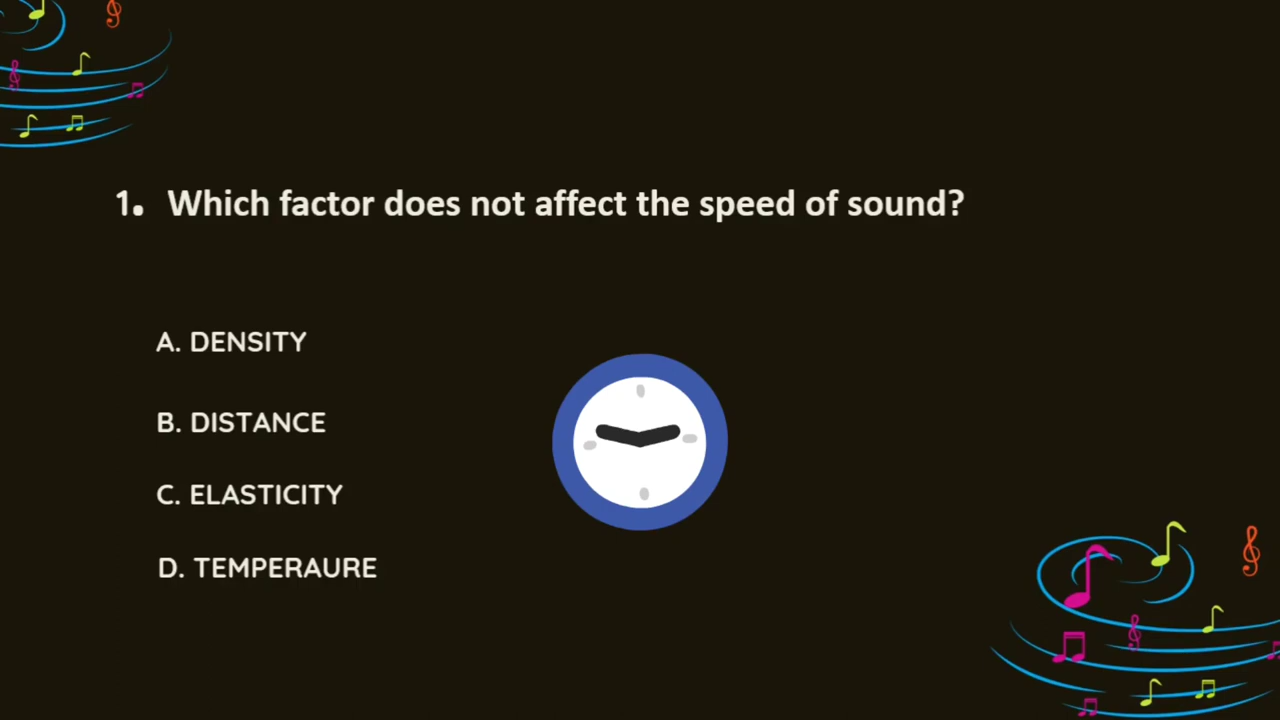 1. Which factor does not affect the speed of sound?
A. DENSITY
B. DISTANCE
C. ELASTICITY
D. TEMPERAURE